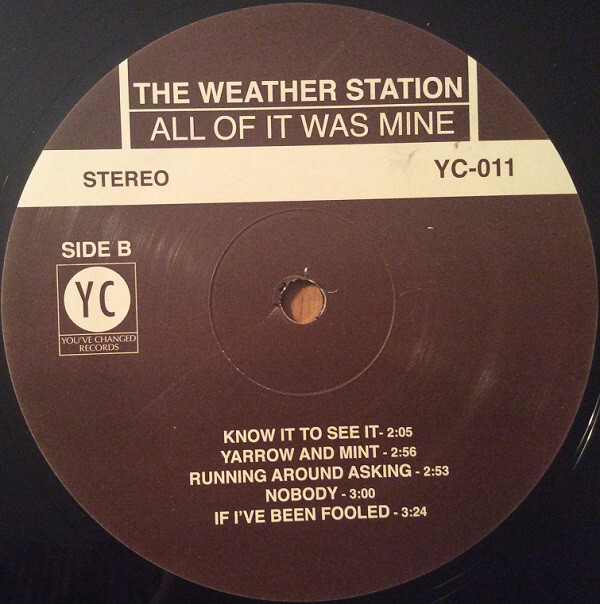 THE WEATHER STATION
ALL OF IT WAS MINE
STEREO
YC-011
SIDE B
YC
YOU'VE CHANGED
RECORDS
KNOW IT TO SEE IT- 2:05
YARROW AND MINT - 2:56
RUNNING AROUND ASKING - 2:53
NOBODY - 3:00
IF I'VE BEEN FOOLED - 3:24